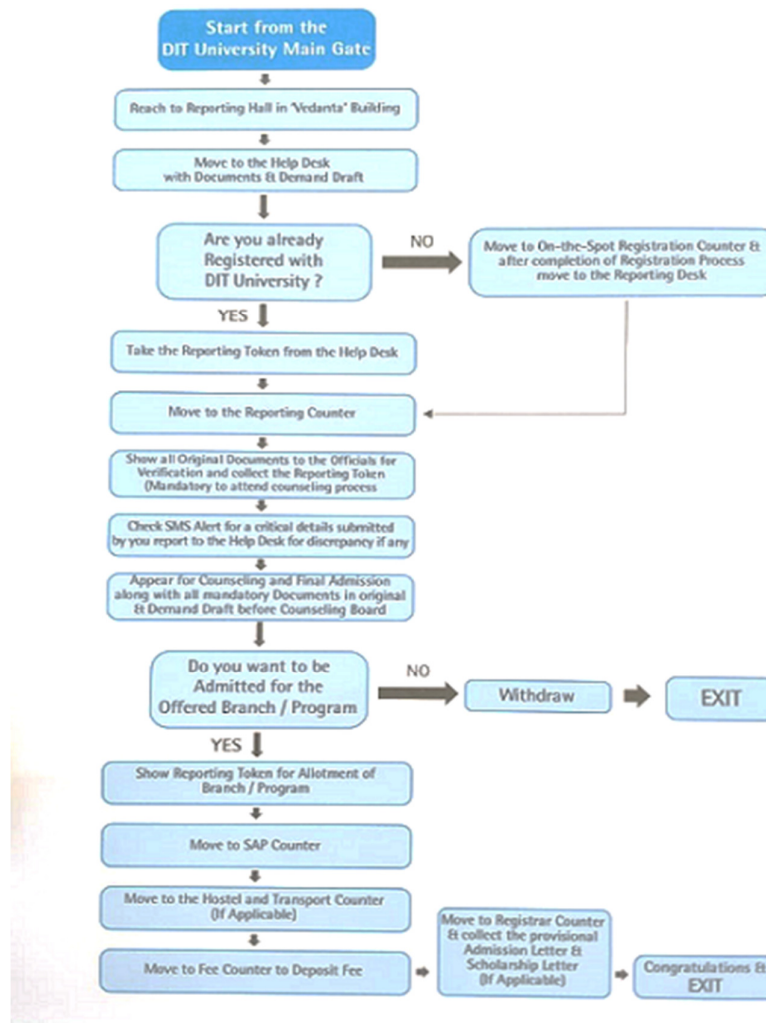 Start from the
DIT University Main Gate
Reach to Reporting Hall in 'Vedanta' Building
Move to the Help Desk
with Documents & Demand Draft
Are you already
Registered with
DIT University ?
NO
Move to On-the-Spot Registration Counter &
after completion of Registration Process
move to the Reporting Desk
YES
Take the Reporting Token from the Help Desk
Move to the Reporting Counter
Show all Original Documents to the Officials for
Verification and collect the Reporting Token
(Mandatory to attend counseling process
Check SMS Alert for a critical details submitted
by you report to the Help Desk for discrepancy if any
Appear for Counseling and Final Admission
along with all mandatory Documents in original
& Demand Draft before Counseling Board
Do you want to be
Admitted for the
Offered Branch / Program
NO
Withdraw
EXIT
YES
Show Reporting Token for Allotment of
Branch / Program
Move to SAP Counter
Move to the Hostel and Transport Counter
(If Applicable)
Move to Fee Counter to Deposit Fee
Move to Registrar Counter
& collect the provisional
Admission Letter &
Scholarship Letter
(If Applicable)
Congratulations &
EXIT